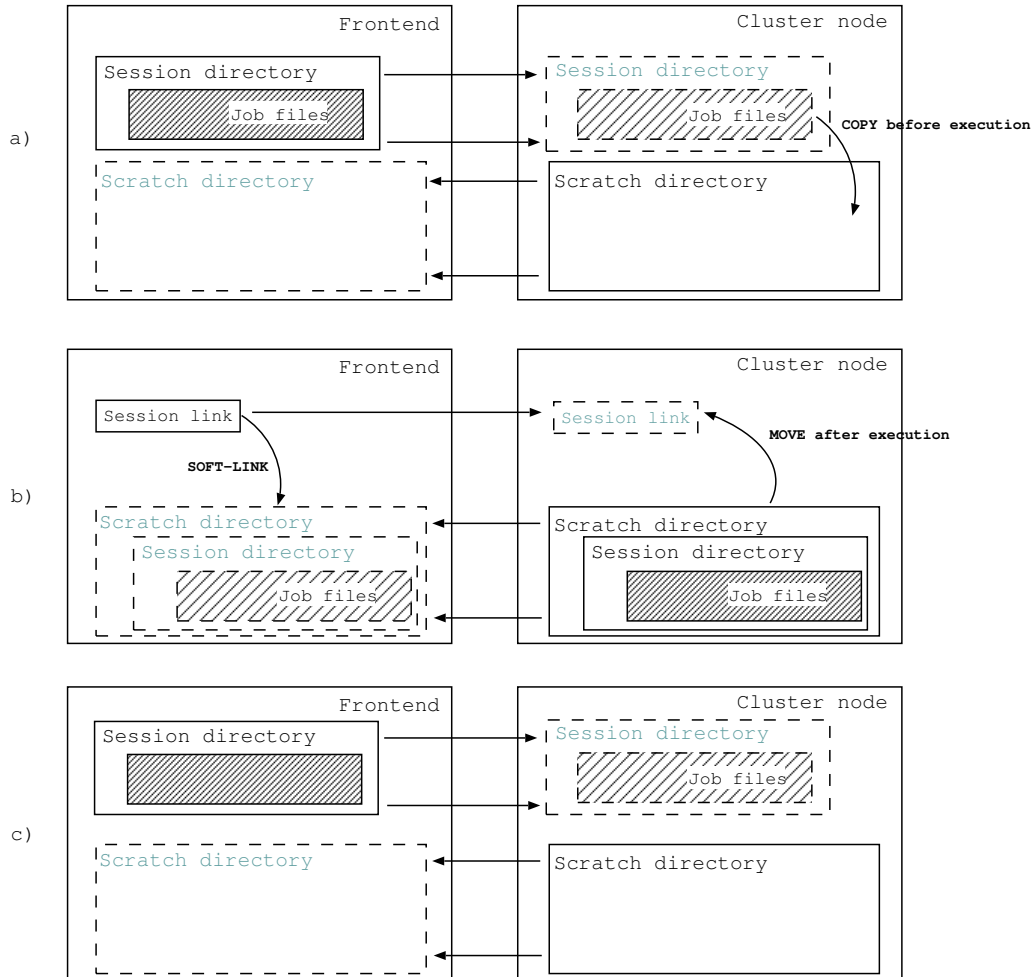 a)
Frontend
Session directory
Job files
Scratch directory
Cluster node
Session directory
Job files
COPY before execution
Scratch directory
b)
Frontend
Session link
SOFT-LINK
Scratch directory
Session directory
Job files
Cluster node
Session link
MOVE after execution
Scratch directory
Session directory
Job files
c)
Frontend
Session directory
Scratch directory
Cluster node
Session directory
Job files
Scratch directory